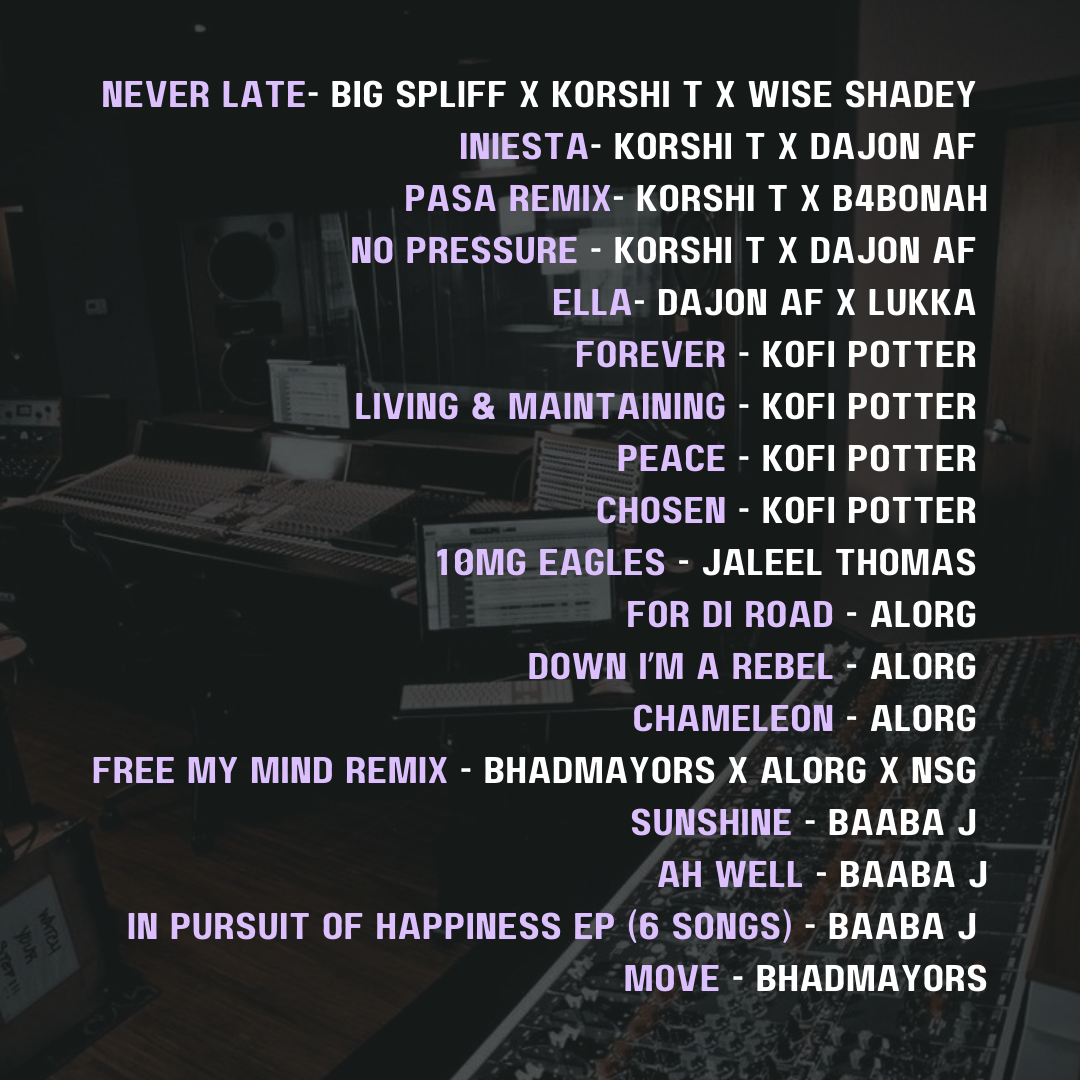 NEVER LATE- BIG SPLIFF X KORSHI T X WISE SHADEY
INIESTA- KORSHI T X DAJON AF
PASA REMIX- KORSHI T X B4BONAH
NO PRESSURE - KORSHI T X DAJON AF
ELLA- DAJON AF X LUKKA
FOREVER - KOFI POTTER
LIVING & MAINTAINING - KOFI POTTER
PEACE - KOFI POTTER
CHOSEN - KOFI POTTER
10MG EAGLES - JALEEL THOMAS
FOR DI ROAD - ALORG
DOWN I'M A REBEL - ALORG
CHAMELEON - ALORG
FREE MY MIND REMIX - BHADMAYORS X ALORG X NSG
SUNSHINE - BAABA J
AH WELL - BAABA J
IN PURSUIT OF HAPPINESS EP (6 SONGS) - BAABA J
MOVE - BHADMAYORS
WATCH
YOUR
STEP!!!